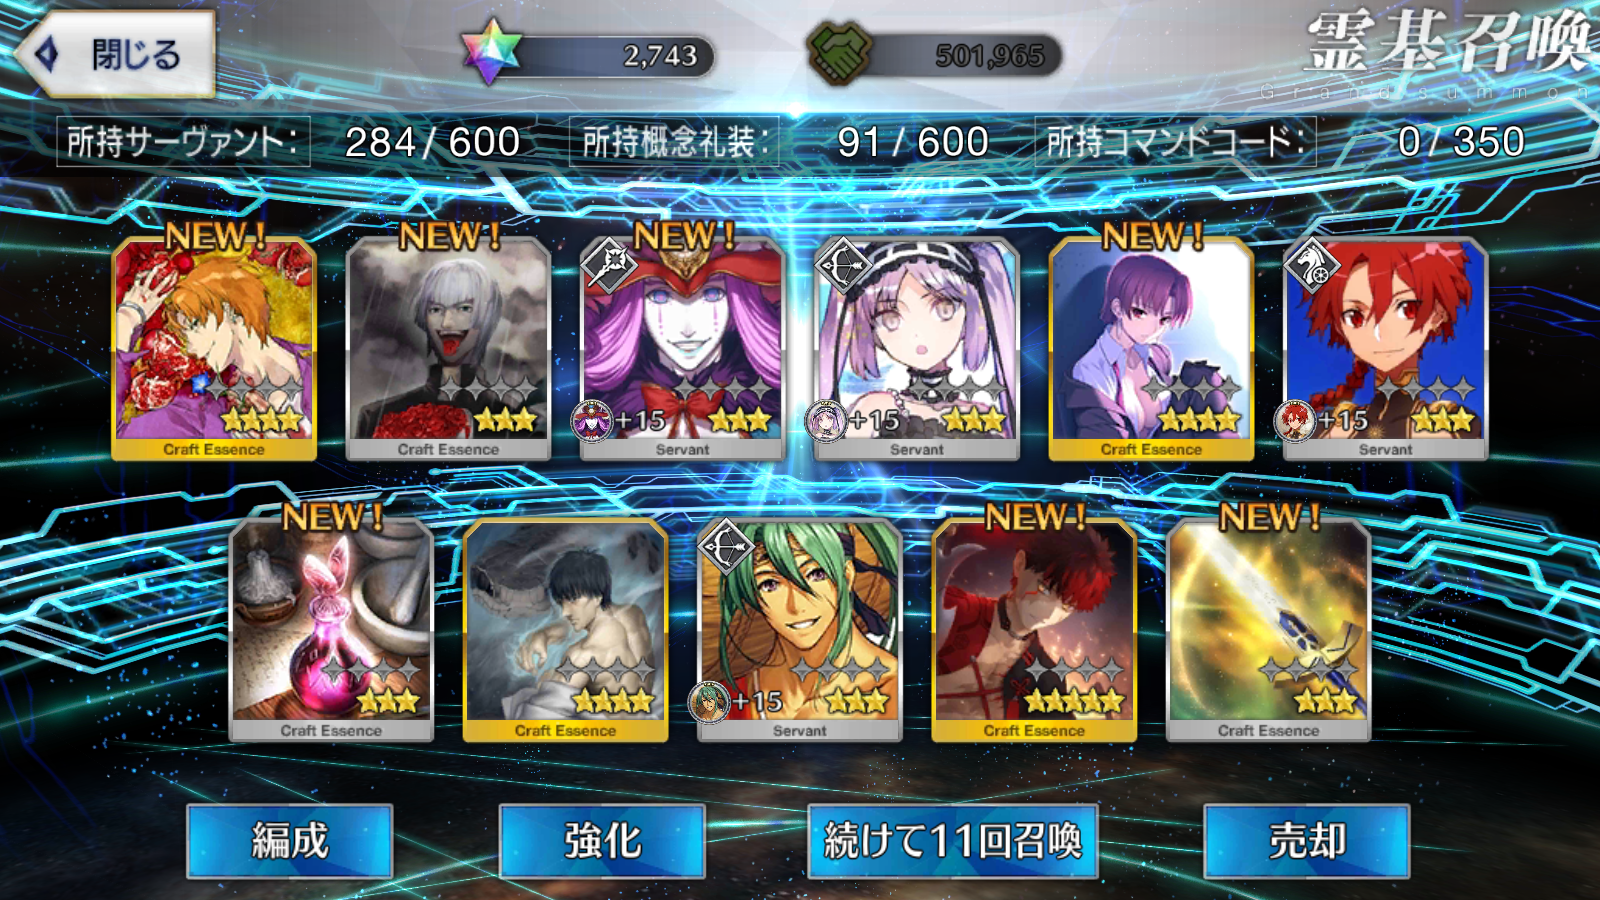 閉じる
2,743
501,965
霊基召喚
Grand summon
所持サーヴァント: 284/600
所持概念礼装: 91/600
所持コマンドコード: 0/350
NEW! NEW! NEW! NEW!
+15 +15 +15
Craft Essence Craft Essence Servant Servant Craft Essence Servant
NEW! NEW! NEW!
+15
Craft Essence Craft Essence Servant Craft Essence Craft Essence
編成 強化 続けて11回召喚 売却